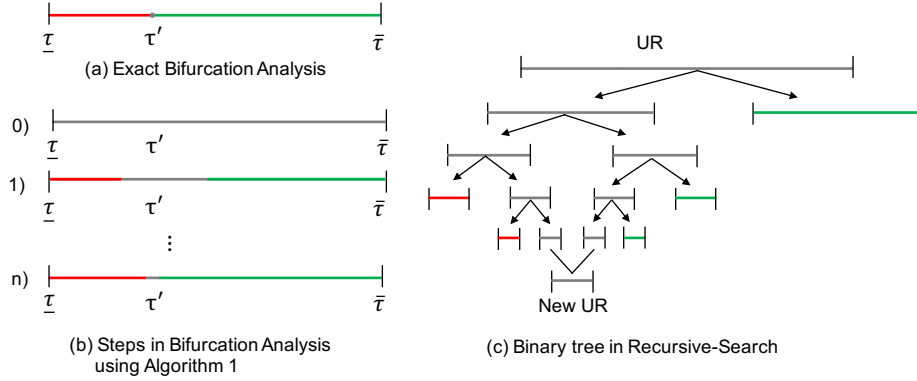 τ τ′ τ̄
(a) Exact Bifurcation Analysis
0)
τ τ′ τ̄
1)
τ τ′ τ̄
⋮
n)
τ τ′ τ̄
(b) Steps in Bifurcation Analysis
using Algorithm 1
UR
New UR
(c) Binary tree in Recursive-Search